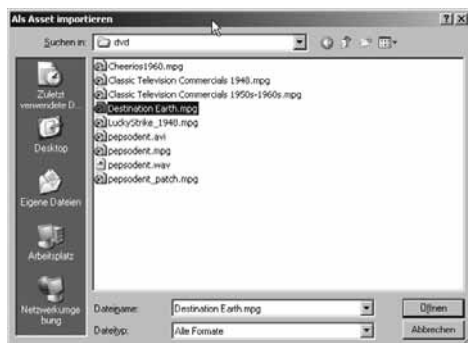 Als Asset importieren
Suchen in:
dvd
Cheerios1960.mpg
Classic Television Commercials 1948.mpg
Classic Television Commercials 1950s-1960s.mpg
Destination Earth.mpg
LuckyStrike_1948.mpg
pepsodent.avi
pepsodent.mpg
pepsodent.wav
pepsodent_patch.mpg
Zuletzt
verwendete D...
Desktop
Eigene Dateien
Arbeitsplatz
Netzwerkumge
bung
Dateiname:
Destination Earth.mpg
Öffnen
Dateityp:
Alle Formate
Abbrechen